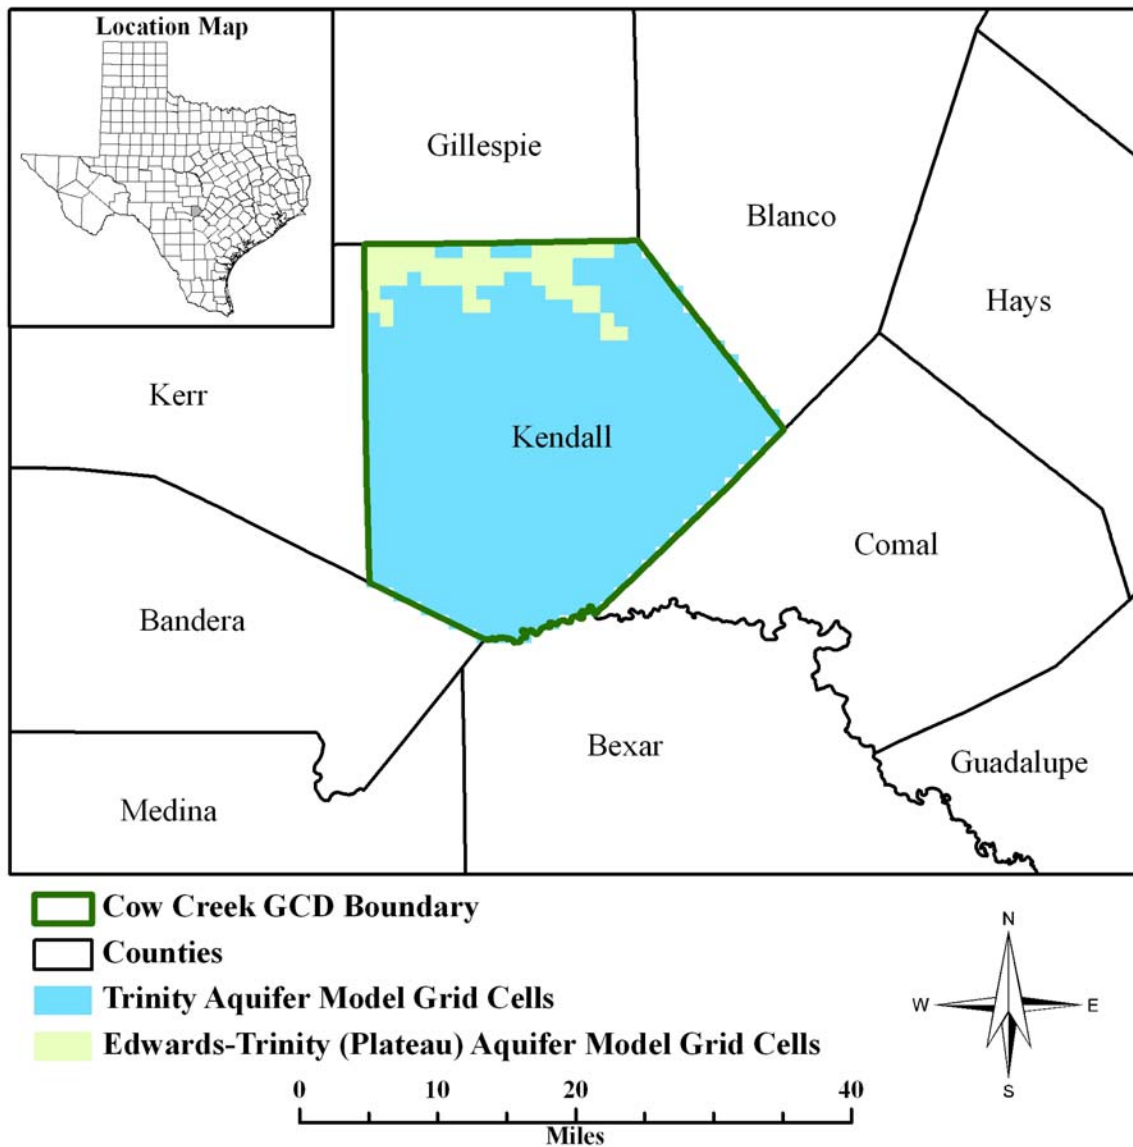 Location Map
Gillespie
Blanco
Hays
Kerr
Kendall
Comal
Bandera
Bexar
Guadalupe
Medina
Cow Creek GCD Boundary
Counties
Trinity Aquifer Model Grid Cells
Edwards-Trinity (Plateau) Aquifer Model Grid Cells
N
W E
S
0 10 20 40
Miles